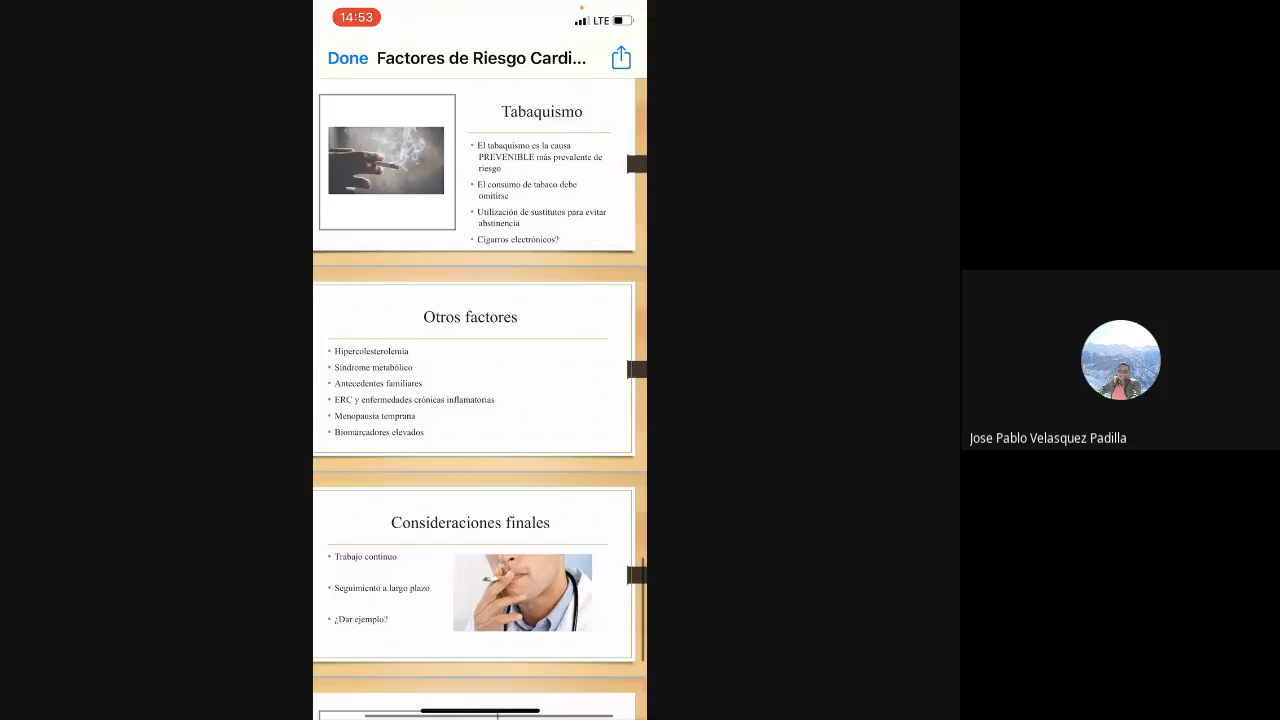 14:53
LTE
Done Factores de Riesgo Cardi...
Tabaquismo
• El tabaquismo es la causa
PREVENIBLE más prevalente de
riesgo
• El consumo de tabaco debe
omitirse
• Utilización de sustitutos para evitar
abstinencia
• Cigarros electrónicos?
Otros factores
• Hipercolesterolemia
• Síndrome metabólico
• Antecedentes familiares
• ERC y enfermedades crónicas inflamatorias
• Menopausia temprana
• Biomarcadores elevados
Consideraciones finales
• Trabajo continuo
• Seguimiento a largo plazo
• ¿Dar ejemplo?
Jose Pablo Velasquez Padilla